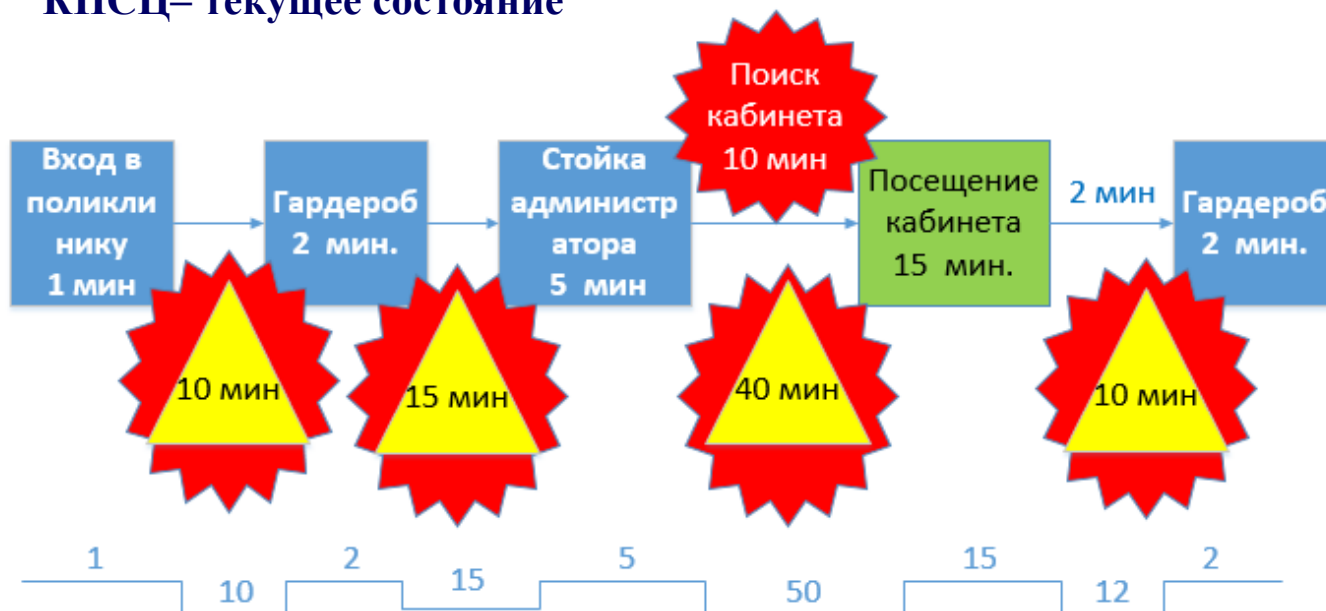 КПСЦ– текущее состояние
Поиск
кабинета
10 мин
Вход в
поликли
нику
1 мин
Гардероб
2 мин.
Стойка
администр
атора
5 мин
Посещение
кабинета
15 мин.
2 мин
Гардероб
2 мин.
10 мин
15 мин
40 мин
10 мин
1
10
2
15
5
50
15
12
2